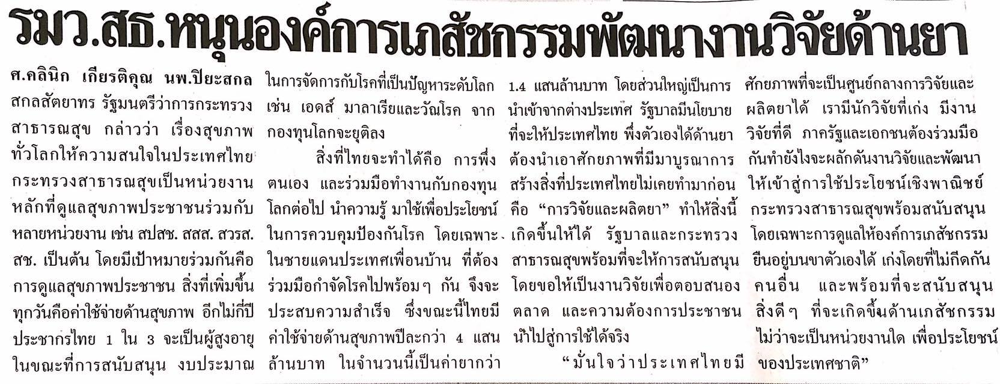 รมว.สธ.หนุนองค์การเภสัชกรรมพัฒนางานวิจัยด้านยา
ศ.คลินิก เกียรติคุณ นพ.ปิยะสกล
สกลสัตยาทร รัฐมนตรีว่าการกระทรวง
สาธารณสุข กล่าวว่า เรื่องสุขภาพ
ทั่วโลกให้ความสนใจในประเทศไทย
กระทรวงสาธารณสุขเป็นหน่วยงาน
หลักที่ดูแลสุขภาพประชาชนร่วมกับ
หลายหน่วยงาน เช่น สปสช. สสส. สวรส.
สช. เป็นต้น โดยมีเป้าหมายร่วมกันคือ
การดูแลสุขภาพประชาชน สิ่งที่เพิ่มขึ้น
ทุกวันคือค่าใช้จ่ายด้านสุขภาพ อีกไม่กี่ปี
ประชากรไทย 1 ใน 3 จะเป็นผู้สูงอายุ
ในขณะที่การสนับสนุน งบประมาณ
ในการจัดการกับโรคที่เป็นปัญหาระดับโลก
เช่น เอดส์ มาลาเรียและวัณโรค จาก
กองทุนโลกจะยุติลง
สิ่งที่ไทยจะทำได้คือ การพึ่ง
ตนเอง และร่วมมือทำงานกับกองทุน
โลกต่อไป นำความรู้ มาใช้เพื่อประโยชน์
ในการควบคุมป้องกันโรค โดยเฉพาะ
ในชายแดนประเทศเพื่อนบ้าน ที่ต้อง
ร่วมมือกำจัดโรคไปพร้อมๆ กัน จึงจะ
ประสบความสำเร็จ ซึ่งขณะนี้ไทยมี
ค่าใช้จ่ายด้านสุขภาพปีละกว่า 4 แสน
ล้านบาท ในจำนวนนี้เป็นค่ายากว่า
1.4 แสนล้านบาท โดยส่วนใหญ่เป็นการ
นำเข้าจากต่างประเทศ รัฐบาลมีนโยบาย
ที่จะให้ประเทศไทย พึ่งตัวเองได้ด้านยา
ต้องนำเอาศักยภาพที่มีมาบูรณาการ
สร้างสิ่งที่ประเทศไทยไม่เคยทำมาก่อน
คือ “การวิจัยและผลิตยา” ทำให้สิ่งนี้
เกิดขึ้นให้ได้ รัฐบาลและกระทรวง
สาธารณสุขพร้อมที่จะให้การสนับสนุน
โดยขอให้เป็นงานวิจัยเพื่อตอบสนอง
ตลาด และความต้องการประชาชน
นำไปสู่การใช้ได้จริง
“มั่นใจว่าประเทศไทยมี
ศักยภาพที่จะเป็นศูนย์กลางการวิจัยและ
ผลิตยาได้ เรามีนักวิจัยที่เก่ง มีงาน
วิจัยที่ดี ภาครัฐและเอกชนต้องร่วมมือ
กันทำยังไงจะผลักดันงานวิจัยและพัฒนา
ให้เข้าสู่การใช้ประโยชน์เชิงพาณิชย์
กระทรวงสาธารณสุขพร้อมสนับสนุน
โดยเฉพาะการดูแลให้องค์การเภสัชกรรม
ยืนอยู่บนขาตัวเองได้ เก่งโดยที่ไม่กีดกัน
คนอื่น และพร้อมที่จะสนับสนุน
สิ่งดีๆ ที่จะเกิดขึ้นด้านเภสัชกรรม
ไม่ว่าจะเป็นหน่วยงานใด เพื่อประโยชน์
ของประเทศชาติ”